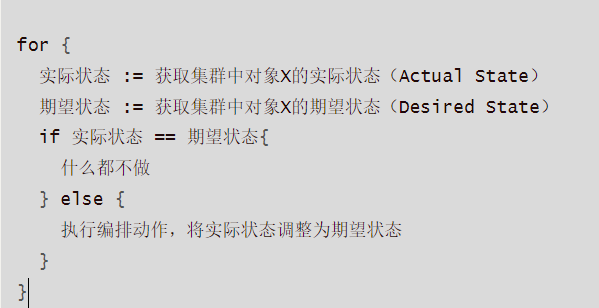 for {
实际状态 := 获取集群中对象X的实际状态（Actual State）
期望状态 := 获取集群中对象X的期望状态（Desired State）
if 实际状态 == 期望状态{
什么都不做
} else {
执行编排动作，将实际状态调整为期望状态
}
}